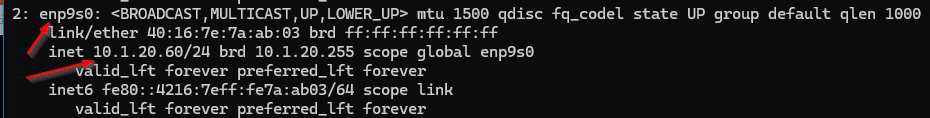 2: enp9s0: <BROADCAST,MULTICAST,UP,LOWER_UP> mtu 1500 qdisc fq_codel state UP group default qlen 1000
link/ether 40:16:7e:7a:ab:03 brd ff:ff:ff:ff:ff:ff
inet 10.1.20.60/24 brd 10.1.20.255 scope global enp9s0
valid_lft forever preferred_lft forever
inet6 fe80::4216:7eff:fe7a:ab03/64 scope link
valid_lft forever preferred_lft forever